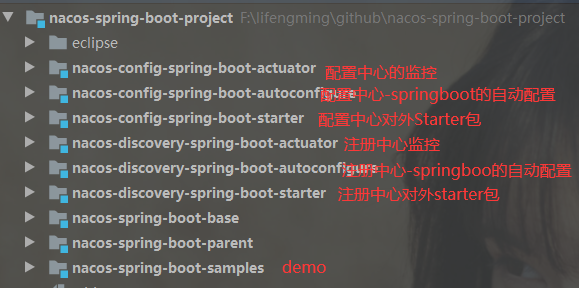 nacos-spring-boot-project F:\lifengming\github\nacos-spring-boot-project
eclipse
nacos-config-spring-boot-actuator 配置中心的监控
nacos-config-spring-boot-autoconfigure 配置中心-springboot的自动配置
nacos-config-spring-boot-starter 配置中心对外Starter包
nacos-discovery-spring-boot-actuator 注册中心监控
nacos-discovery-spring-boot-autoconfigure 注册中心-springboo的自动配置
nacos-discovery-spring-boot-starter 注册中心对外starter包
nacos-spring-boot-base
nacos-spring-boot-parent
nacos-spring-boot-samples demo